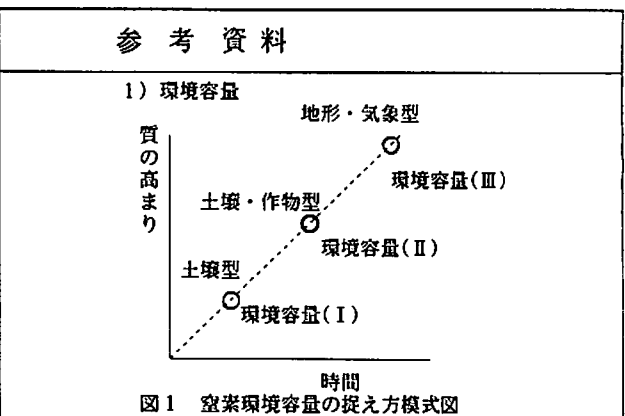 参考資料
1) 環境容量
質の高まり
地形・気象型
環境容量(Ⅲ)
土壌・作物型
環境容量(Ⅱ)
土壌型
環境容量(Ⅰ)
時間
図1 窒素環境容量の捉え方模式図